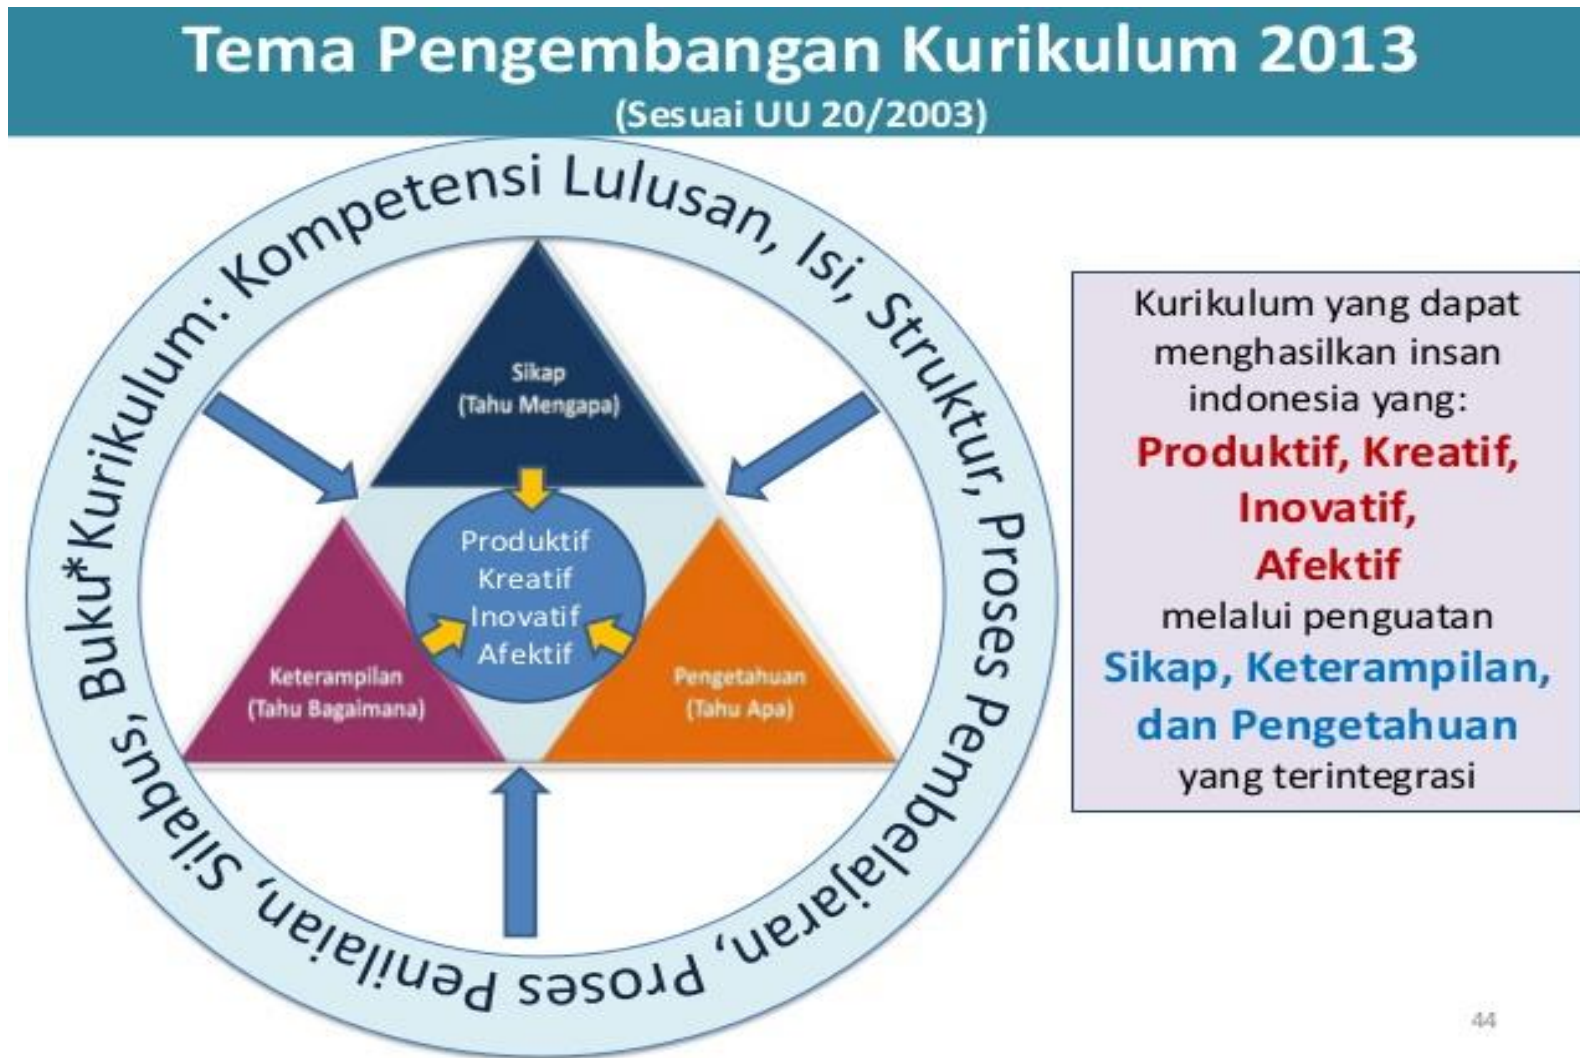 Tema Pengembangan Kurikulum 2013
(Sesuai UU 20/2003)
Kurikulum: Kompetensi Lulusan, Isi, Struktur, Proses Pembelajaran, Proses Penilaian, Silabus, Buku*
Sikap
(Tahu Mengapa)
Produktif
Kreatif
Inovatif
Afektif
Keterampilan
(Tahu Bagaimana)
Pengetahuan
(Tahu Apa)
Kurikulum yang dapat
menghasilkan insan
indonesia yang:
Produktif, Kreatif,
Inovatif,
Afektif
melalui penguatan
Sikap, Keterampilan,
dan Pengetahuan
yang terintegrasi
44